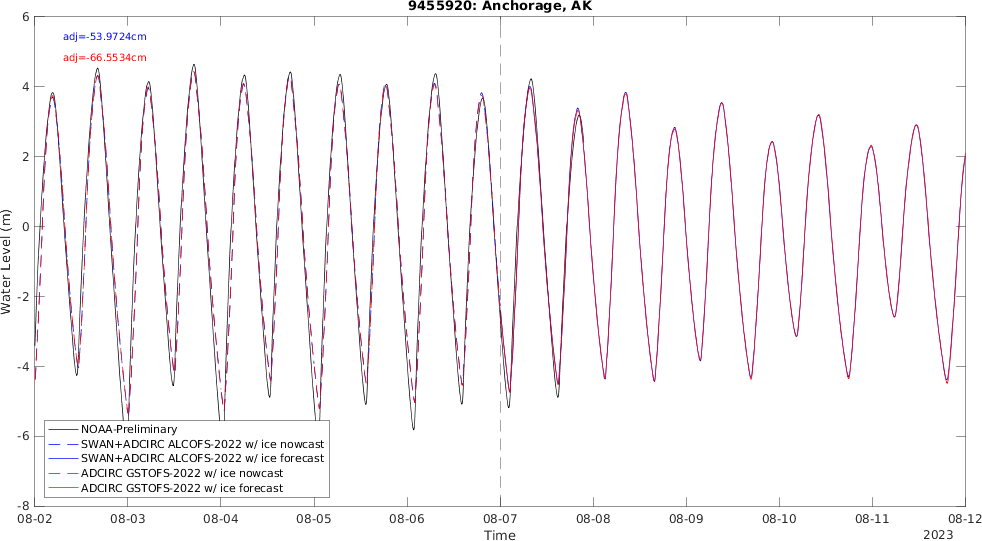 9455920: Anchorage, AK
adj=-53.9724cm
adj=-66.5534cm
6
4
2
0
-2
-4
-6
-8
Water Level (m)
NOAA-Preliminary
SWAN+ADCIRC ALCOFS-2022 w/ ice nowcast
SWAN+ADCIRC ALCOFS-2022 w/ ice forecast
ADCIRC GSTOFS-2022 w/ ice nowcast
ADCIRC GSTOFS-2022 w/ ice forecast
08-02 08-03 08-04 08-05 08-06 08-07 08-08 08-09 08-10 08-11 08-12
Time
2023